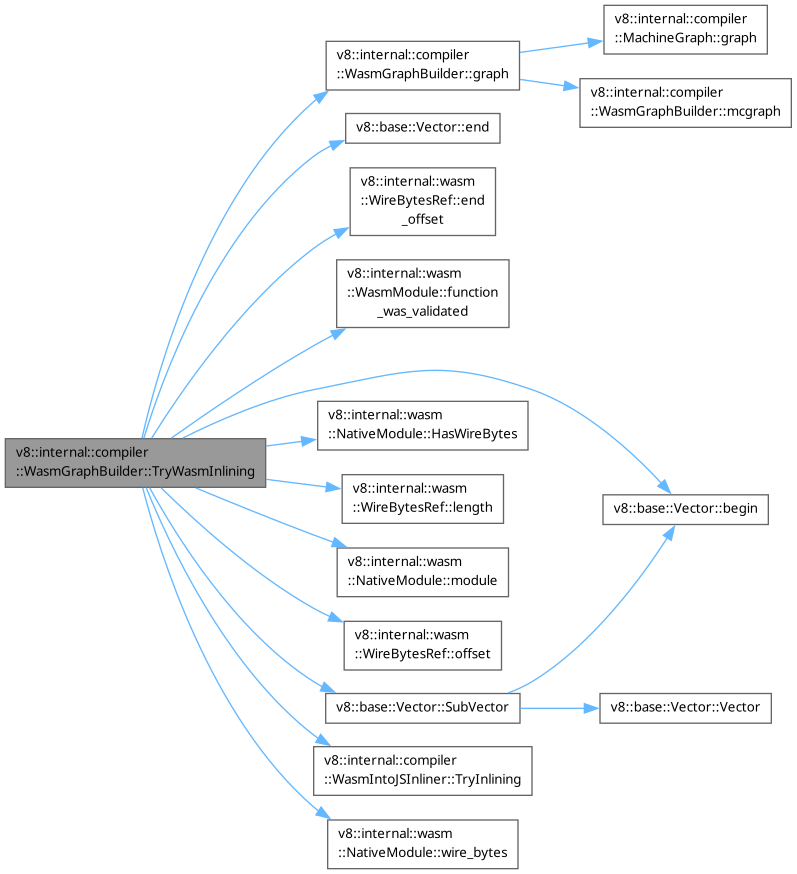 v8::internal::compiler
::MachineGraph::graph
v8::internal::compiler
::WasmGraphBuilder::graph
v8::internal::compiler
::WasmGraphBuilder::mcgraph
v8::base::Vector::end
v8::internal::wasm
::WireBytesRef::end
_offset
v8::internal::wasm
::WasmModule::function
_was_validated
v8::internal::wasm
::NativeModule::HasWireBytes
v8::internal::compiler
::WasmGraphBuilder::TryWasmInlining
v8::internal::wasm
::WireBytesRef::length
v8::base::Vector::begin
v8::internal::wasm
::NativeModule::module
v8::internal::wasm
::WireBytesRef::offset
v8::base::Vector::SubVector
v8::base::Vector::Vector
v8::internal::compiler
::WasmIntoJSInliner::TryInlining
v8::internal::wasm
::NativeModule::wire_bytes